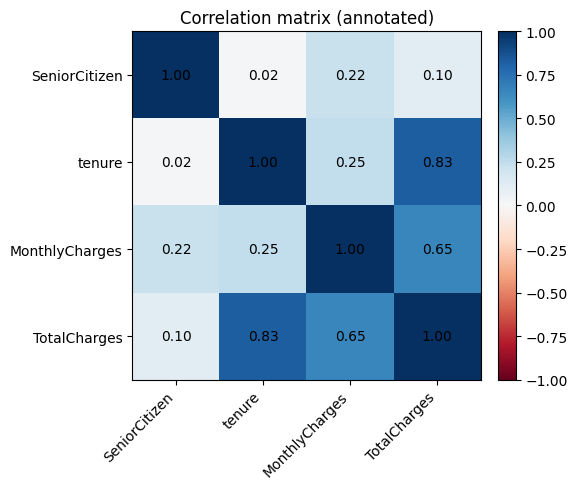 Correlation matrix (annotated)
SeniorCitizen 1.00 0.02 0.22 0.10
tenure 0.02 1.00 0.25 0.83
MonthlyCharges 0.22 0.25 1.00 0.65
TotalCharges 0.10 0.83 0.65 1.00
SeniorCitizen
tenure
MonthlyCharges
TotalCharges
1.00
0.75
0.50
0.25
0.00
−0.25
−0.50
−0.75
−1.00